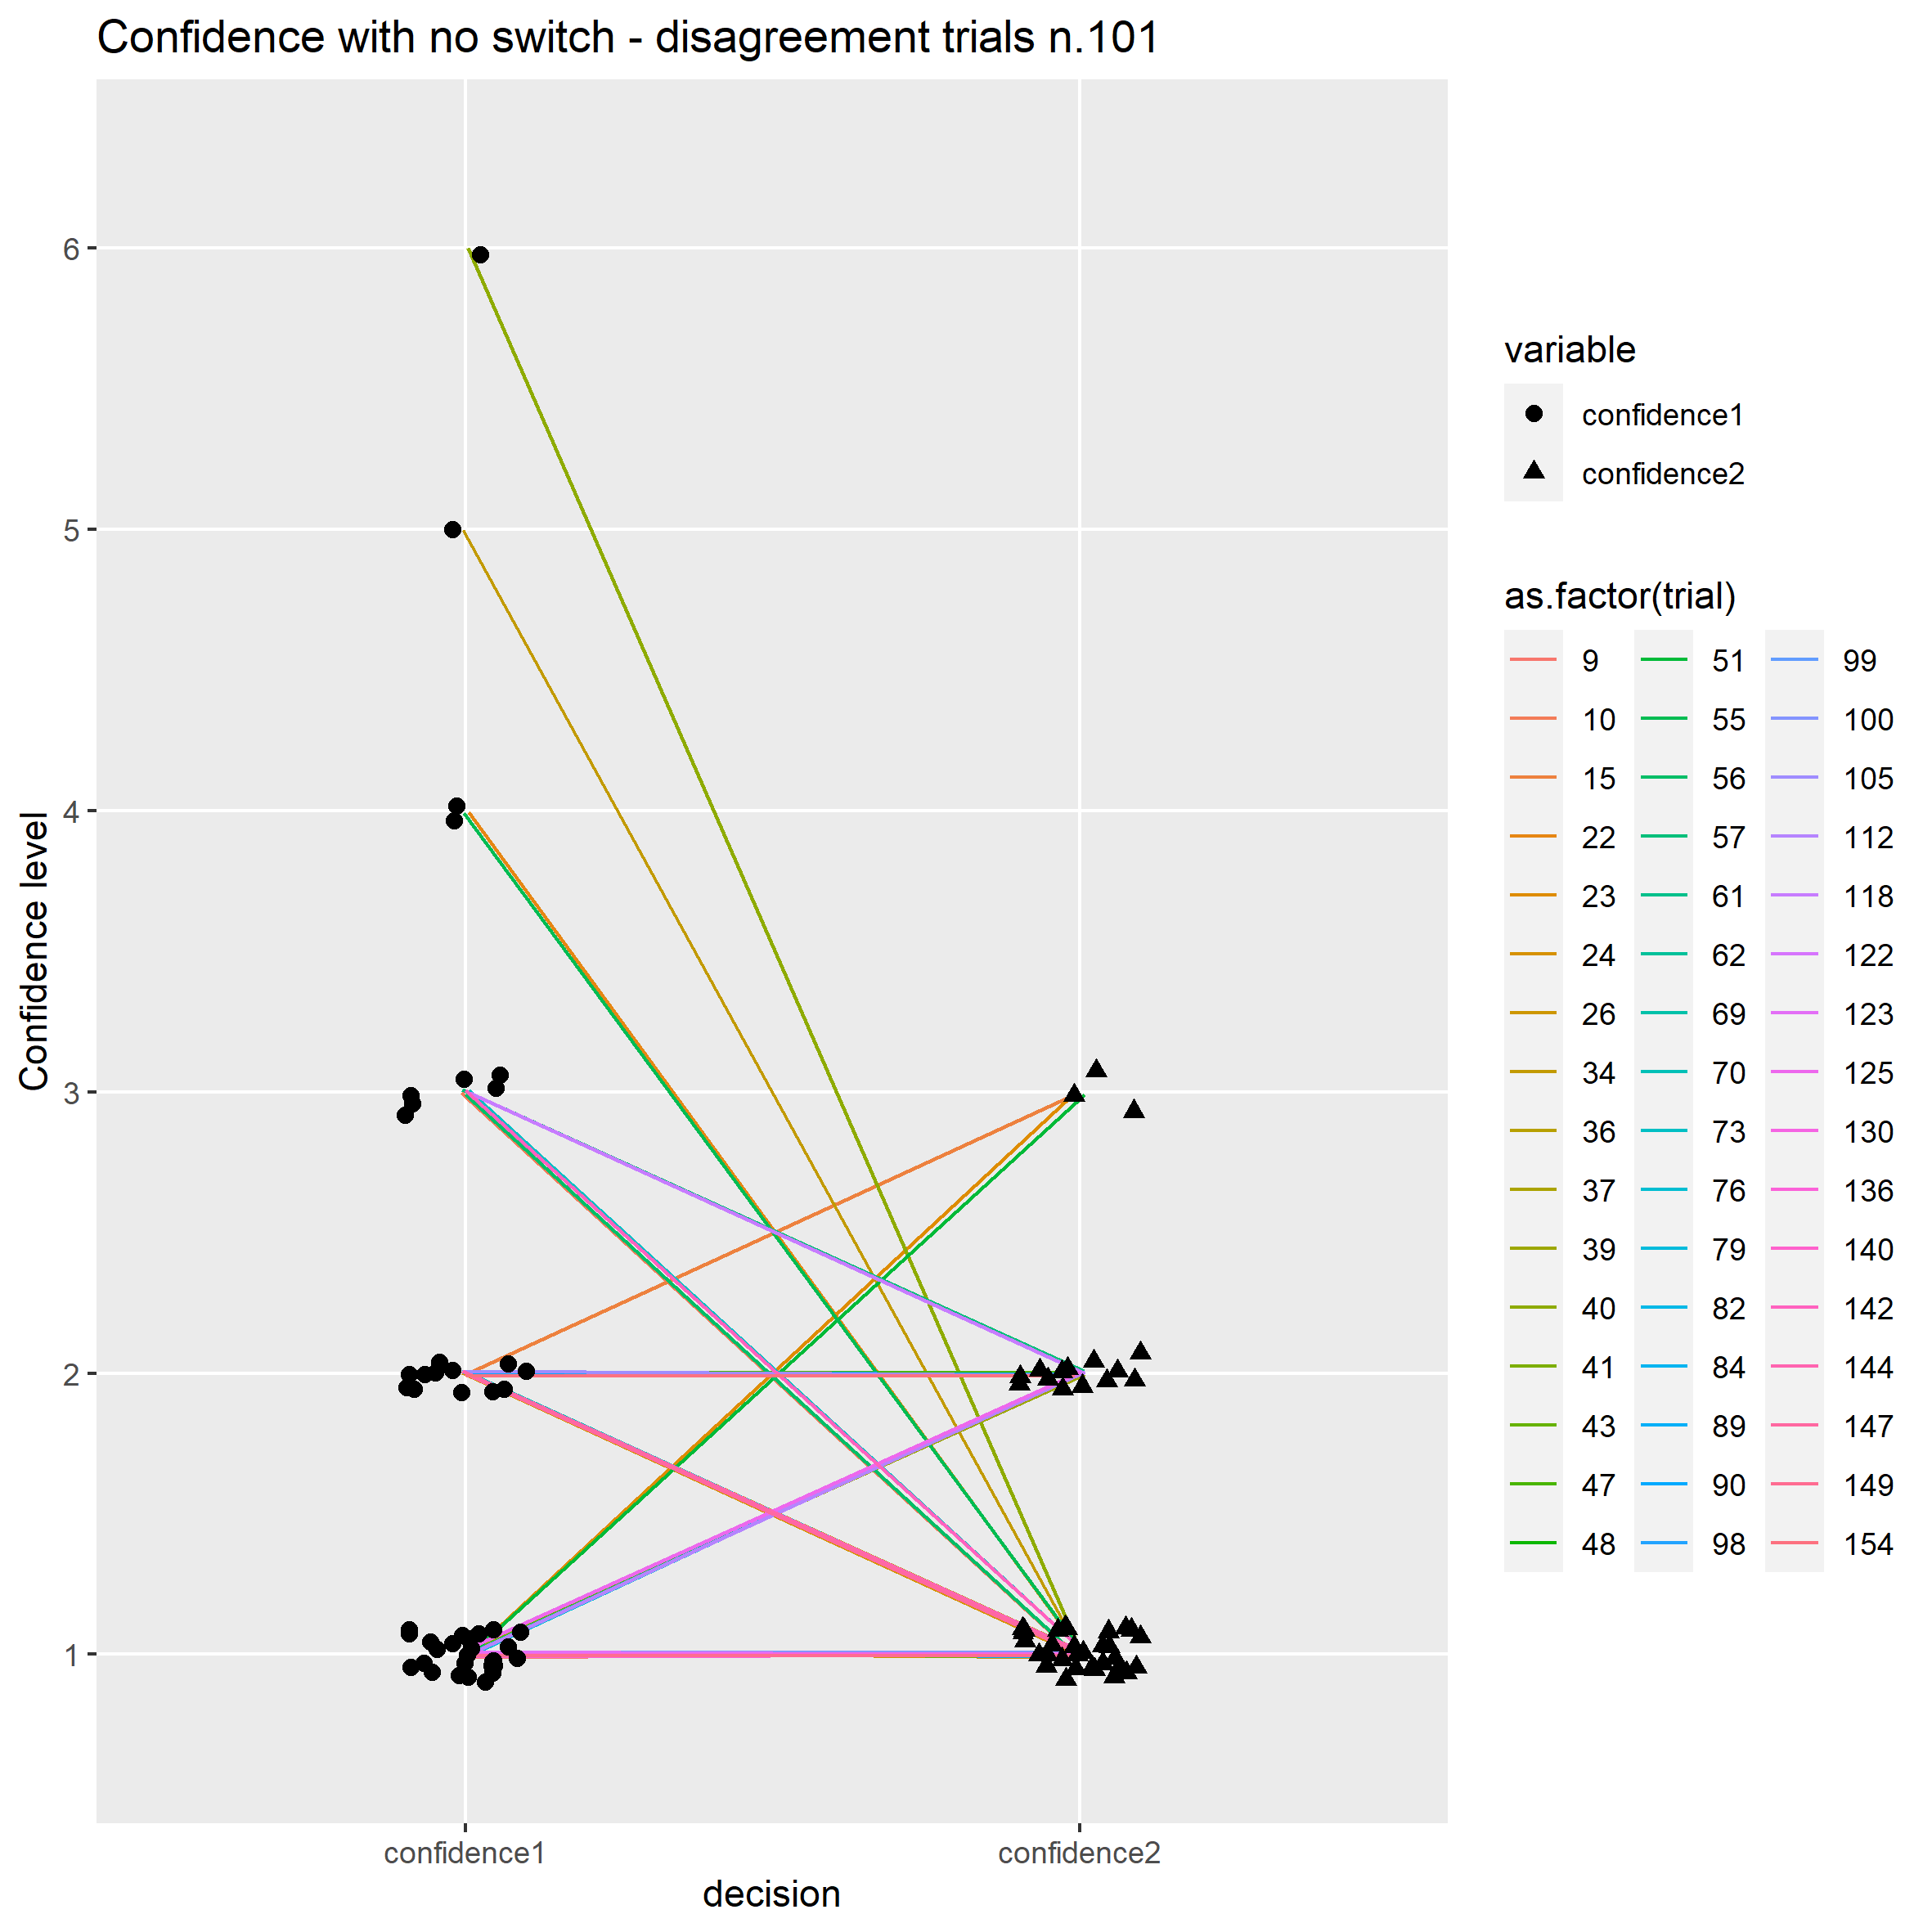 Confidence with no switch - disagreement trials n.101
Confidence level
6
5
4
3
2
1
confidence1 confidence2
decision
variable
confidence1
confidence2
as.factor(trial)
9 51 99
10 55 100
15 56 105
22 57 112
23 61 118
24 62 122
26 69 123
34 70 125
36 73 130
37 76 136
39 79 140
40 82 142
41 84 144
43 89 147
47 90 149
48 98 154